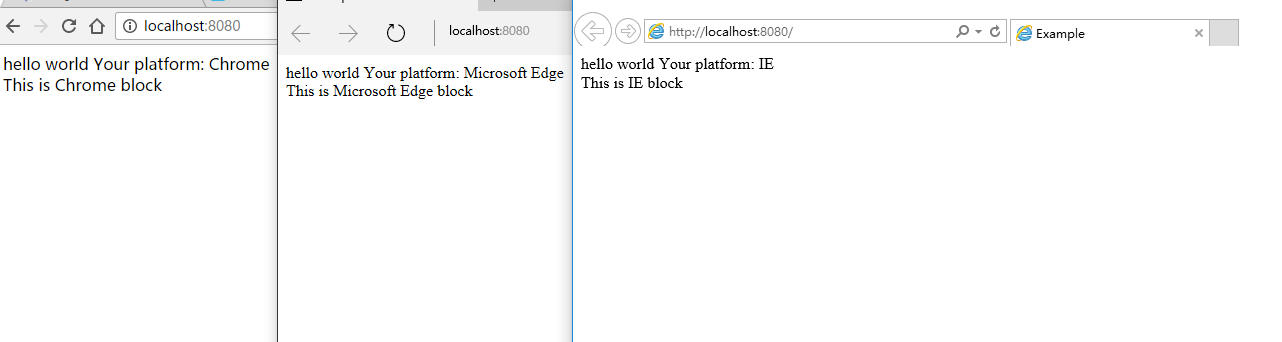 localhost:8080
hello world Your platform: Chrome
This is Chrome block
localhost:8080
hello world Your platform: Microsoft Edge
This is Microsoft Edge block
http://localhost:8080/
Example
hello world Your platform: IE
This is IE block